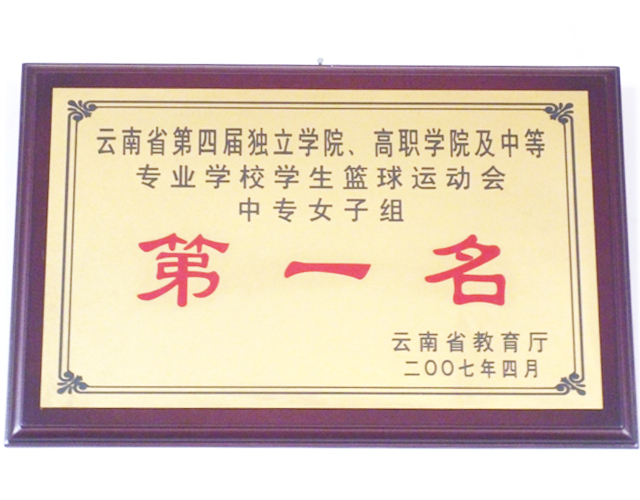 云南省第四届独立学院、高职学院及中等
专业学校学生篮球运动会
中专女子组
第一名
云南省教育厅
二〇〇七年四月